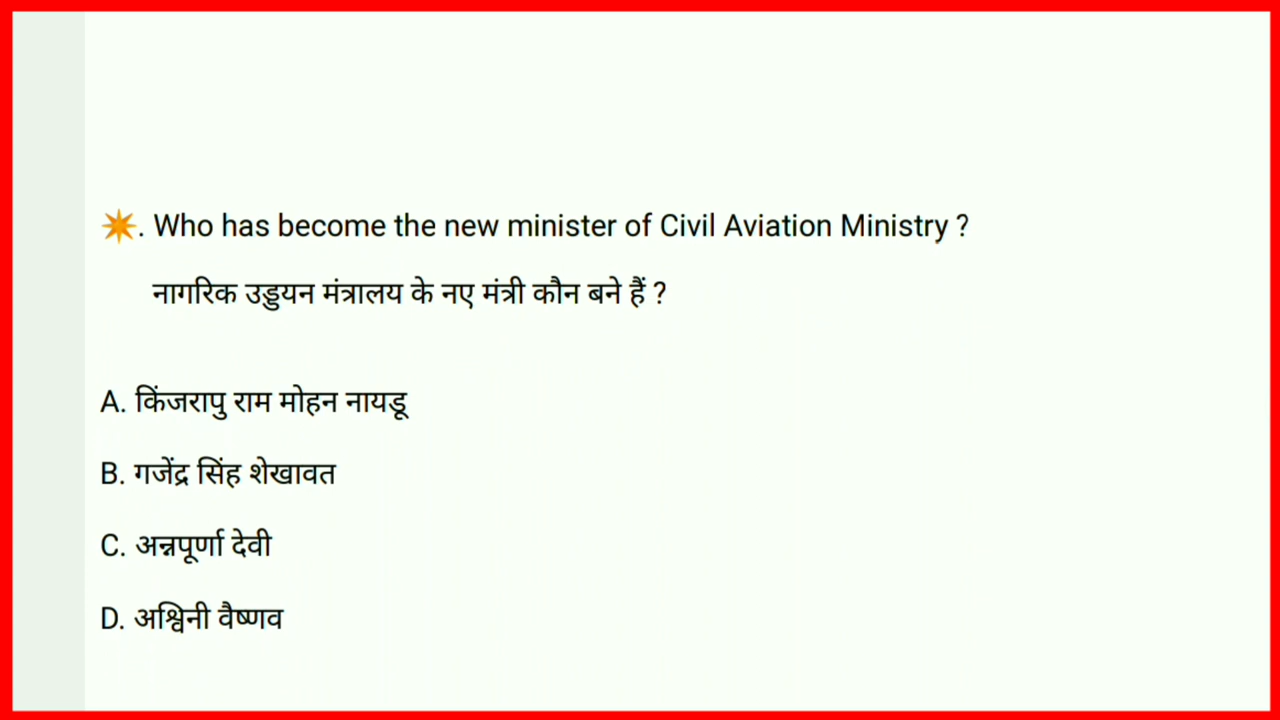 ✴. Who has become the new minister of Civil Aviation Ministry ?
नागरिक उड्डयन मंत्रालय के नए मंत्री कौन बने हैं ?
A. किंजरापु राम मोहन नायडू
B. गजेंद्र सिंह शेखावत
C. अन्नपूर्णा देवी
D. अश्विनी वैष्णव